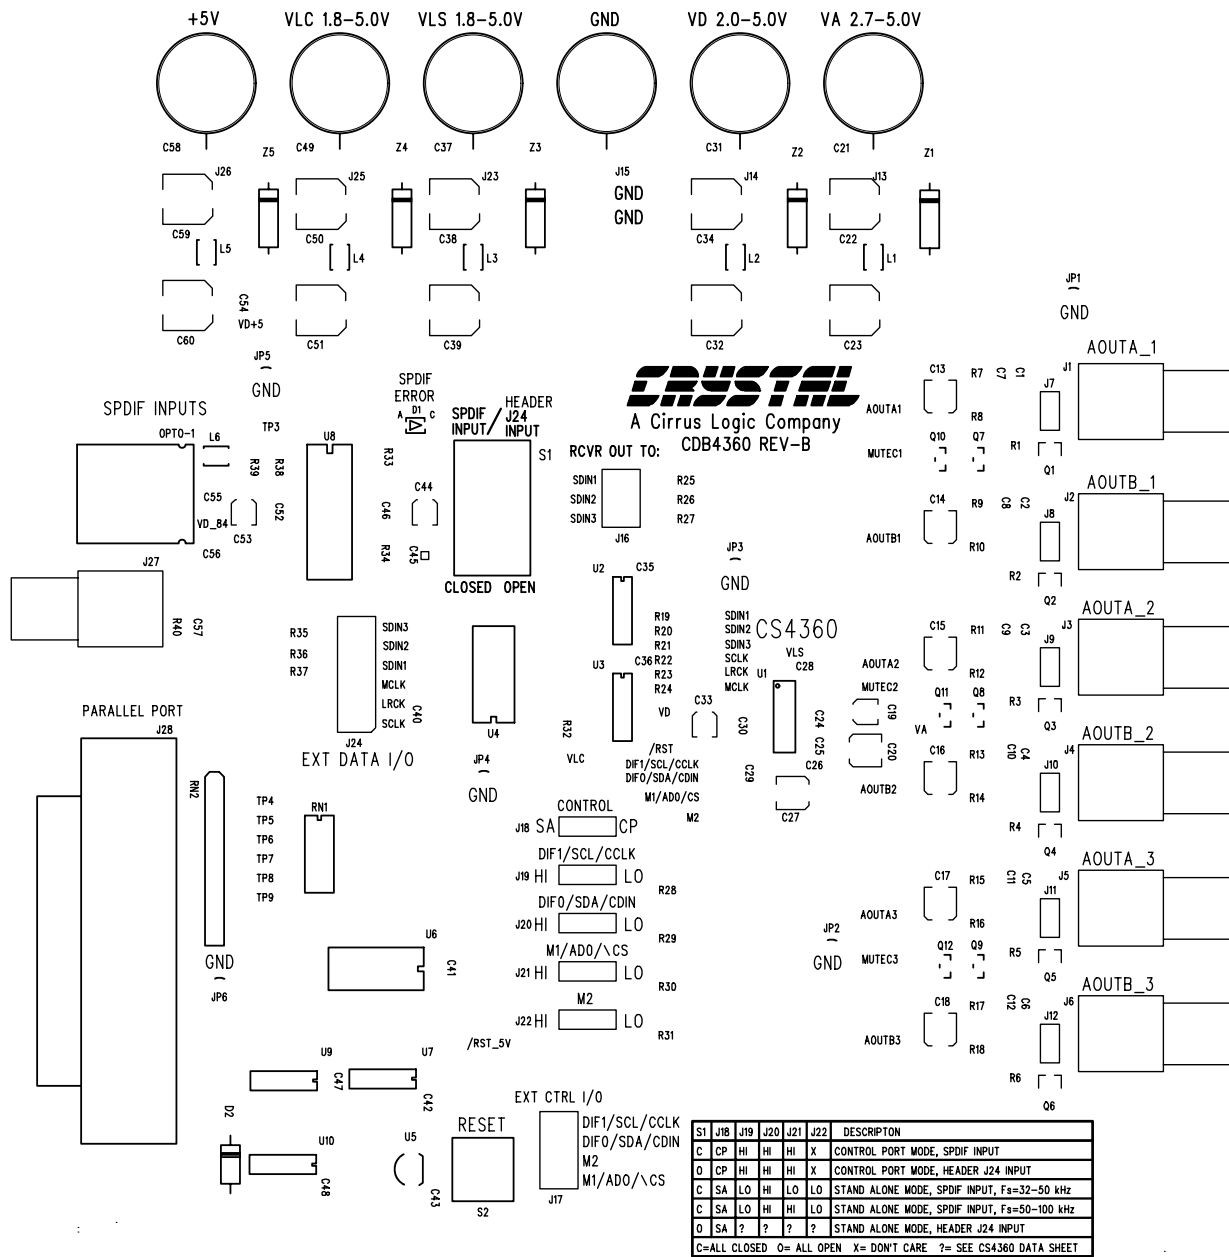 +5V VLC 1.8-5.0V VLS 1.8-5.0V GND VD 2.0-5.0V VA 2.7-5.0V
C58 Z5 C49 Z4 C37 Z3 C31 Z2 C21 Z1
J26 J25 J23 J15 J14 J13
GND
GND
C59 C50 C38 C34 C22
L5 L4 L3 L2 L1
C54
VD+5
C60 C51 C39 C32 C23
JP1
GND
JP5
GND
SPDIF
ERROR
A D1 C
CRYSTAL
A Cirrus Logic Company
CDB4360 REV-B
SPDIF INPUTS
OPTO-1 L6
TP3
U8
R39 R38
R33
SPDIF
INPUT/
HEADER
J24
INPUT
S1
C55
VD_84
C53
C52
C56
C46
C44
R34
C45
CLOSED OPEN
RCVR OUT TO:
SDIN1
SDIN2
SDIN3
R25
R26
R27
J16
J27
R40 C57
R35
R36
R37
SDIN3
SDIN2
SDIN1
MCLK
LRCK
SCLK
C40
J24
EXT DATA I/O
U4
JP4
GND
U2 C35
R19
R20
R21
R22
R23
R24
U3 C36
R32
VLC
VD
C33
JP3
GND
SDIN1
SDIN2
SDIN3
SCLK
LRCK
MCLK
CS4360
VLS
U1 C28
C30
C24
C25
C26
C29
C27
/RST
DIF1/SCL/CCLK
DIF0/SDA/CDIN
M1/AD0/CS
M2
C19
C20
AOUTA_1
C13 R7 C7 C1 J1
AOUTA1 R8 J7
MUTEC1 Q10 Q7 R1 Q1
AOUTB_1
C14 R9 C8 C2 J2
AOUTB1 R10 J8
R2 Q2
AOUTA_2
C15 R11 C9 C3 J3
AOUTA2 R12 J9
MUTEC2 Q11 Q8 R3 Q3
VA
AOUTB_2
C16 R13 C10 C4 J4
AOUTB2 R14 J10
R4 Q4
AOUTA_3
C17 R15 C11 C5 J5
AOUTA3 R16 J11
JP2
GND
MUTEC3 Q12 Q9 R5 Q5
AOUTB_3
C18 R17 C12 C6 J6
AOUTB3 R18 J12
R6 Q6
PARALLEL PORT
J28
RN2
TP4
TP5
TP6
TP7
TP8
TP9
RN1
GND
JP6
U6
C41
CONTROL
J18 SA CP
DIF1/SCL/CCLK
J19 HI LO R28
DIF0/SDA/CDIN
J20 HI LO R29
M1/AD0/\CS
J21 HI LO R30
M2
J22 HI LO R31
/RST_5V
U9 C47 U7
C42
D2
U10
C48
U5
C43
RESET
S2
EXT CTRL I/O
DIF1/SCL/CCLK
DIF0/SDA/CDIN
M2
M1/AD0/\CS
J17
S1 J18 J19 J20 J21 J22 DESCRIPTON
C CP HI HI HI X CONTROL PORT MODE, SPDIF INPUT
O CP HI HI HI X CONTROL PORT MODE, HEADER J24 INPUT
C SA LO HI LO LO STAND ALONE MODE, SPDIF INPUT, Fs=32-50 kHz
C SA LO HI HI LO STAND ALONE MODE, SPDIF INPUT, Fs=50-100 kHz
O SA ? ? ? ? STAND ALONE MODE, HEADER J24 INPUT
C=ALL CLOSED O= ALL OPEN X= DON'T CARE ?= SEE CS4360 DATA SHEET